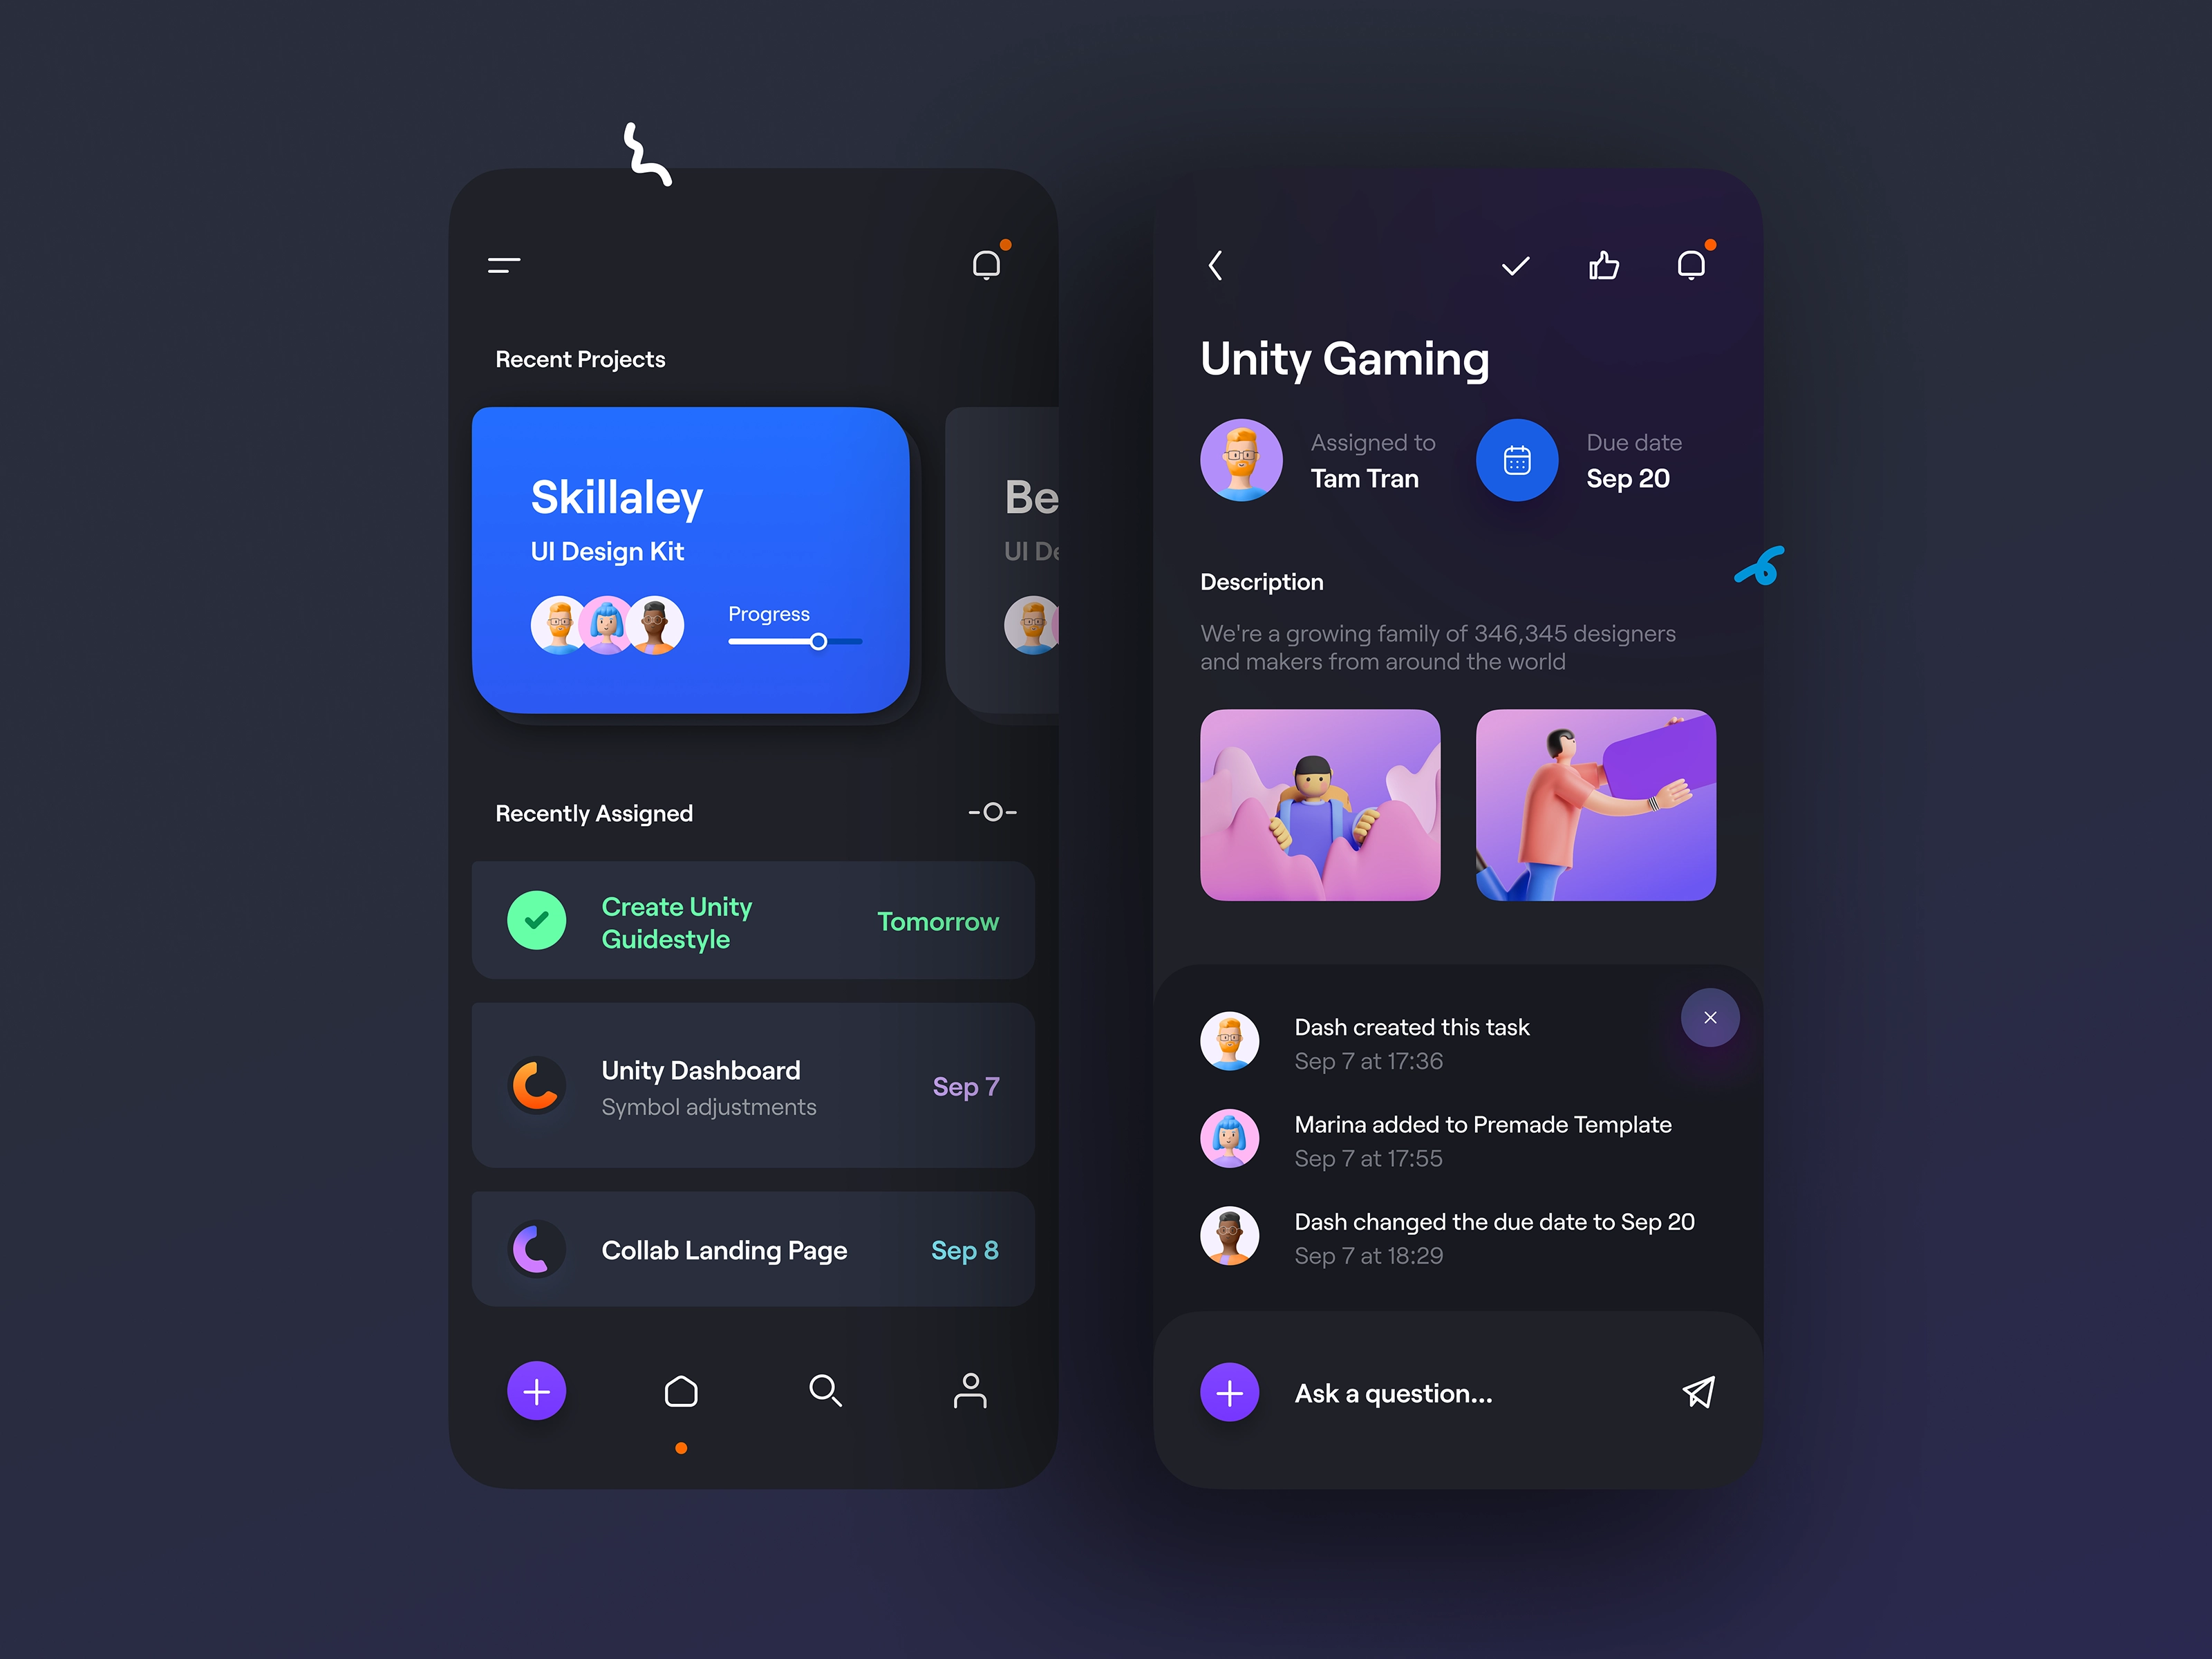 Recent Projects
Skillaley
UI Design Kit
Progress
Be
UI De
Recently Assigned
Create Unity
Guidestyle
Tomorrow
Unity Dashboard
Symbol adjustments
Sep 7
Collab Landing Page
Sep 8
Unity Gaming
Assigned to
Tam Tran
Due date
Sep 20
Description
We're a growing family of 346,345 designers
and makers from around the world
Dash created this task
Sep 7 at 17:36
Marina added to Premade Template
Sep 7 at 17:55
Dash changed the due date to Sep 20
Sep 7 at 18:29
Ask a question...